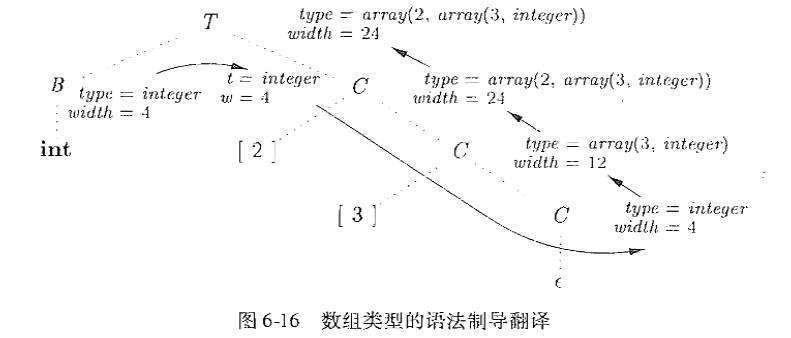 T
type = array(2, array(3, integer))
width = 24
B
type = integer
width = 4
t = integer
w = 4
C
type = array(2, array(3, integer))
width = 24
int
[ 2 ]
C
type = array(3, integer)
width = 12
[ 3 ]
C
type = integer
width = 4
ϵ
图 6-16 数组类型的语法制导翻译